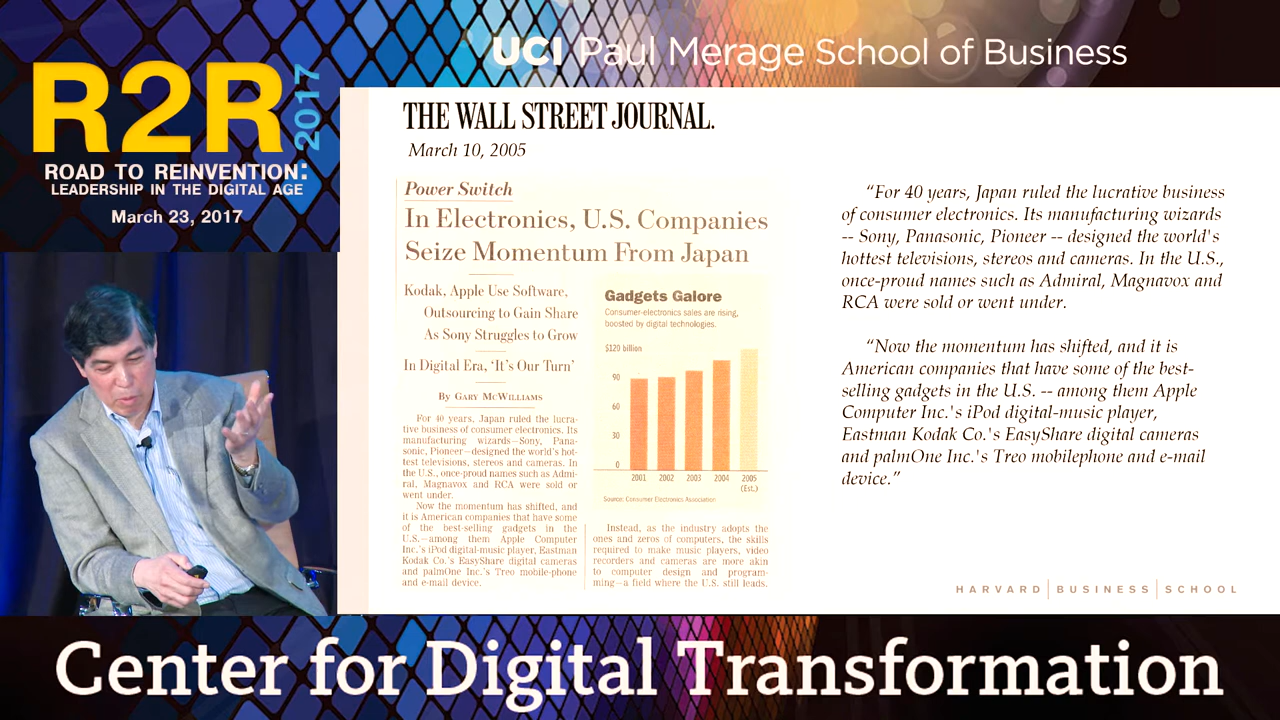 UCI Paul Merage School of Business
R2R 2017
ROAD TO REINVENTION:
LEADERSHIP IN THE DIGITAL AGE
March 23, 2017
THE WALL STREET JOURNAL.
March 10, 2005
Power Switch
In Electronics, U.S. Companies
Seize Momentum From Japan
Kodak, Apple Use Software,
Outsourcing to Gain Share
As Sony Struggles to Grow
In Digital Era, ‘It’s Our Turn’
By GARY MCWILLIAMS
For 40 years, Japan ruled the lucra-
tive business of consumer electronics. Its
manufacturing wizards—Sony, Pana-
sonic, Pioneer—designed the world's hot-
test televisions, stereos and cameras. In
the U.S., once-proud names such as Admi-
ral, Magnavox and RCA were sold or
went under.
Now the momentum has shifted, and
it is American companies that have some
of the best-selling gadgets in the
U.S.—among them Apple Computer
Inc.'s iPod digital-music player, Eastman
Kodak Co.'s EasyShare digital cameras
and palmOne Inc.'s Treo mobile-phone
and e-mail device.
Gadgets Galore
Consumer-electronics sales are rising,
boosted by digital technologies.
$120 billion
90
60
30
0
2001 2002 2003 2004 2005
(Est.)
Source: Consumer Electronics Association
Instead, as the industry adopts the
ones and zeros of computers, the skills
required to make music players, video
recorders and cameras are more akin
to computer design and program-
ming—a field where the U.S. still leads.
“For 40 years, Japan ruled the lucrative business
of consumer electronics. Its manufacturing wizards
-- Sony, Panasonic, Pioneer -- designed the world's
hottest televisions, stereos and cameras. In the U.S.,
once-proud names such as Admiral, Magnavox and
RCA were sold or went under.
“Now the momentum has shifted, and it is
American companies that have some of the best-
selling gadgets in the U.S. -- among them Apple
Computer Inc.'s iPod digital-music player,
Eastman Kodak Co.'s EasyShare digital cameras
and palmOne Inc.'s Treo mobilephone and e-mail
device.”
HARVARD BUSINESS SCHOOL
Center for Digital Transformation